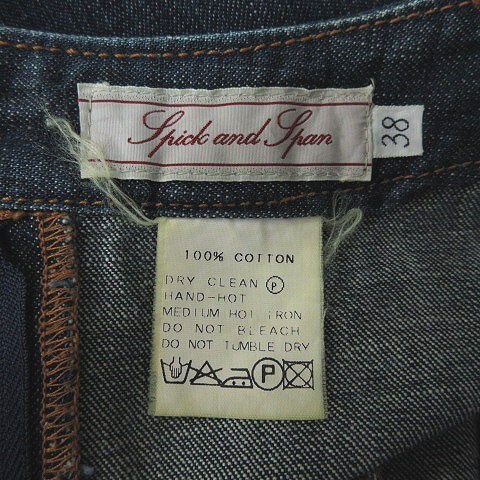 Spick and Span
38
100% COTTON
DRY CLEAN P
HAND-HOT
MEDIUM HOT IRON
DO NOT BLEACH
DO NOT TUMBLE DRY
P